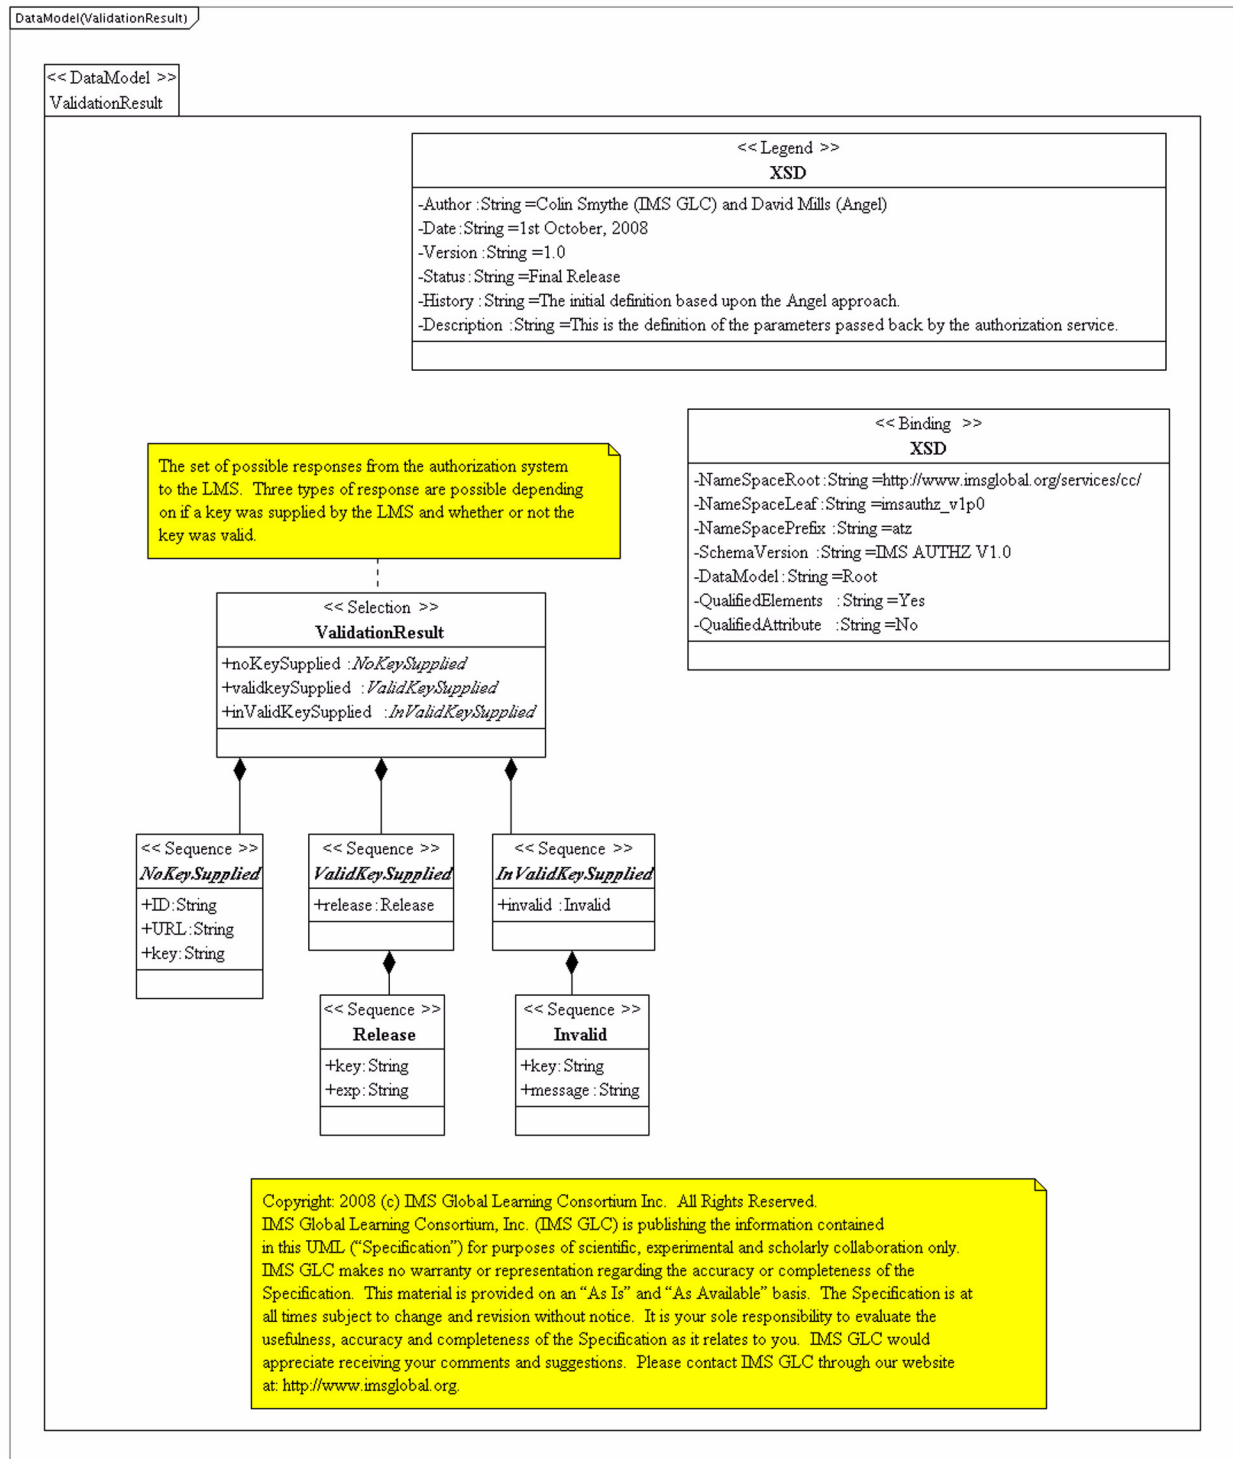 DataModel(ValidationResult)
<< DataModel >>
ValidationResult
<< Legend >>
XSD
-Author :String =Colin Smythe (IMS GLC) and David Mills (Angel)
-Date :String =1st October, 2008
-Version :String =1.0
-Status :String =Final Release
-History :String =The initial definition based upon the Angel approach.
-Description :String =This is the definition of the parameters passed back by the authorization service.
<< Binding >>
XSD
-NameSpaceRoot :String =http://www.imsglobal.org/services/cc/
-NameSpaceLeaf :String =imsauthz_v1p0
-NameSpacePrefix :String =atz
-SchemaVersion :String =IMS AUTHZ V1.0
-DataModel :String =Root
-QualifiedElements :String =Yes
-QualifiedAttribute :String =No
The set of possible responses from the authorization system
to the LMS. Three types of response are possible depending
on if a key was supplied by the LMS and whether or not the
key was valid.
<< Selection >>
ValidationResult
+noKeySupplied :NoKeySupplied
+validkeySupplied :ValidKeySupplied
+inValidKeySupplied :InValidKeySupplied
<< Sequence >>
NoKeySupplied
+ID:String
+URL:String
+key:String
<< Sequence >>
ValidKeySupplied
+release:Release
<< Sequence >>
InValidKeySupplied
+invalid :Invalid
<< Sequence >>
Release
+key:String
+exp:String
<< Sequence >>
Invalid
+key:String
+message :String
Copyright: 2008 (c) IMS Global Learning Consortium Inc. All Rights Reserved.
IMS Global Learning Consortium, Inc. (IMS GLC) is publishing the information contained
in this UML (“Specification”) for purposes of scientific, experimental and scholarly collaboration only.
IMS GLC makes no warranty or representation regarding the accuracy or completeness of the
Specification. This material is provided on an “As Is” and “As Available” basis. The Specification is at
all times subject to change and revision without notice. It is your sole responsibility to evaluate the
usefulness, accuracy and completeness of the Specification as it relates to you. IMS GLC would
appreciate receiving your comments and suggestions. Please contact IMS GLC through our website
at: http://www.imsglobal.org.